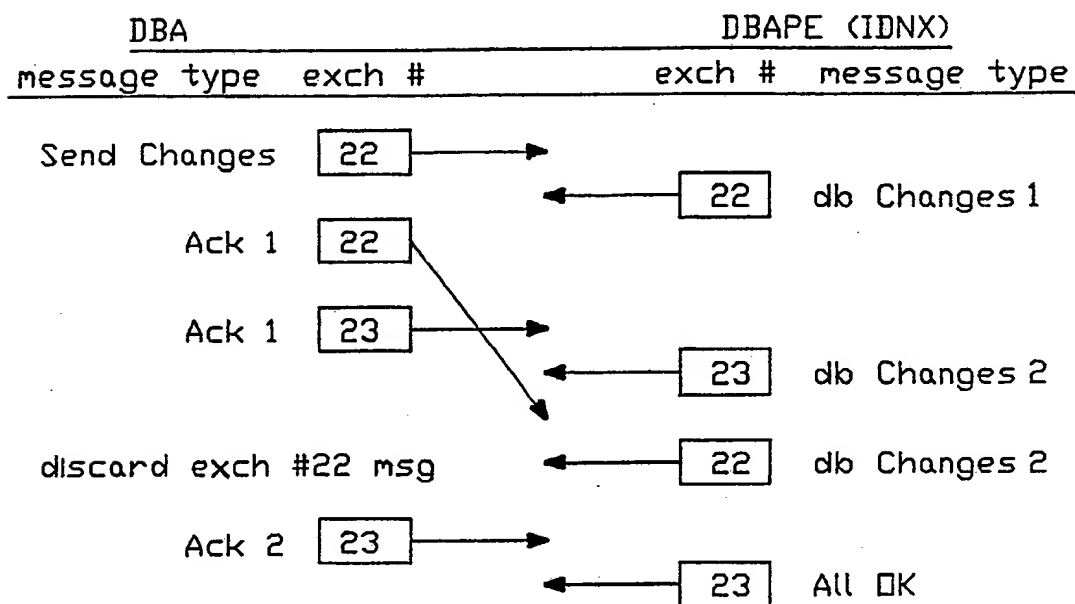 DBA DBAPE (IDNX)
message type exch # exch # message type
Send Changes 22
22 db Changes 1
Ack 1 22
Ack 1 23
23 db Changes 2
discard exch #22 msg 22 db Changes 2
Ack 2 23
23 All OK